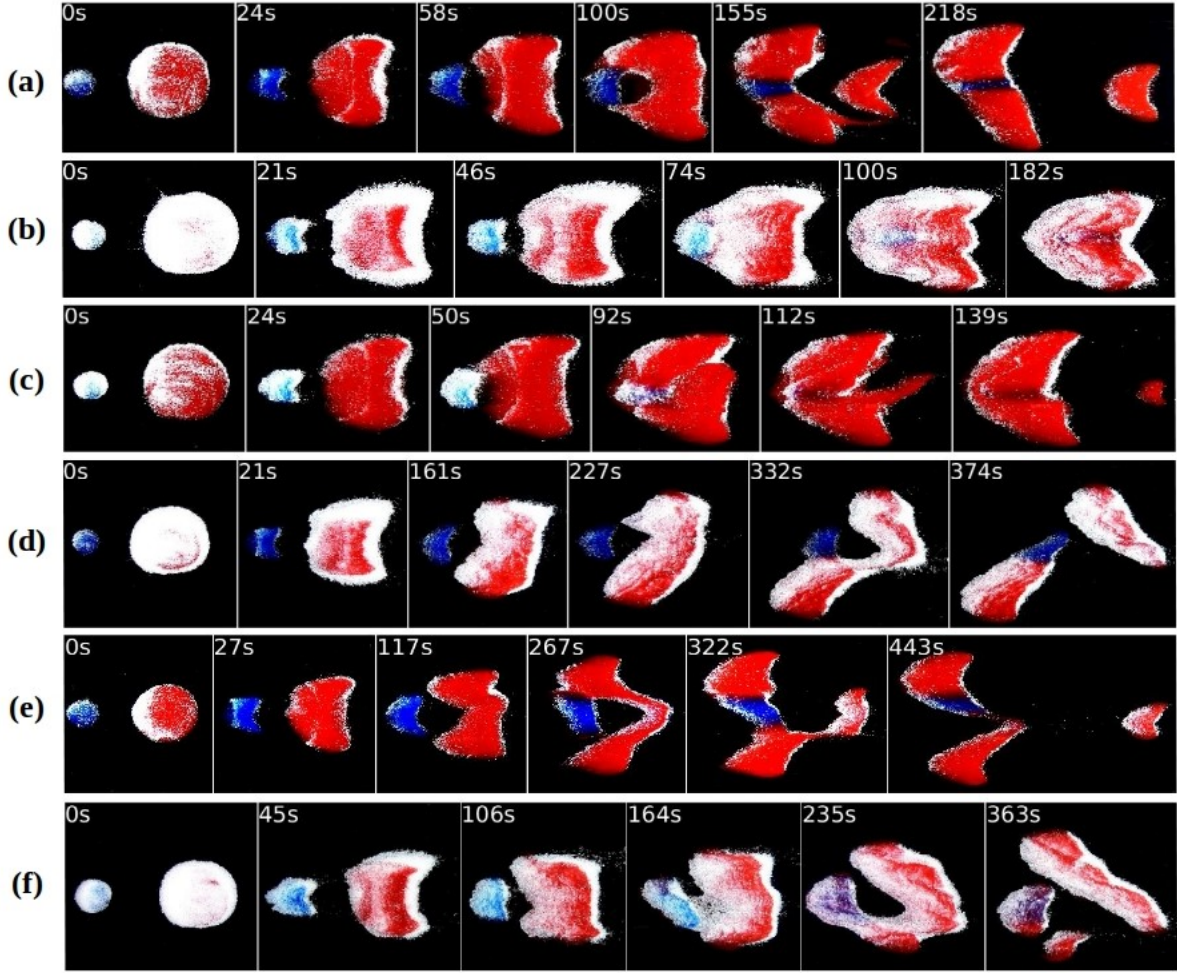 0s 24s 58s 100s 155s 218s
(a)
0s 21s 46s 74s 100s 182s
(b)
0s 24s 50s 92s 112s 139s
(c)
0s 21s 161s 227s 332s 374s
(d)
0s 27s 117s 267s 322s 443s
(e)
0s 45s 106s 164s 235s 363s
(f)